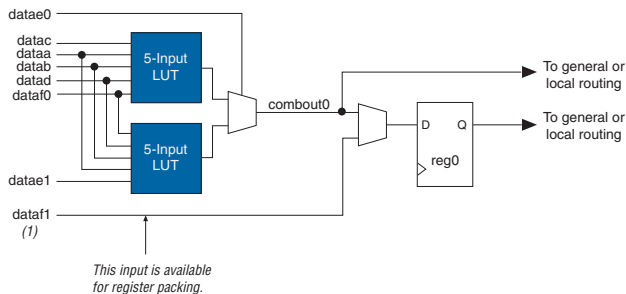 datae0
datac
dataa
datab
datad
dataf0
5-Input
LUT
combout0
To general or
local routing
D Q
reg0
To general or
local routing
5-Input
LUT
datae1
dataf1
(1)
This input is available
for register packing.